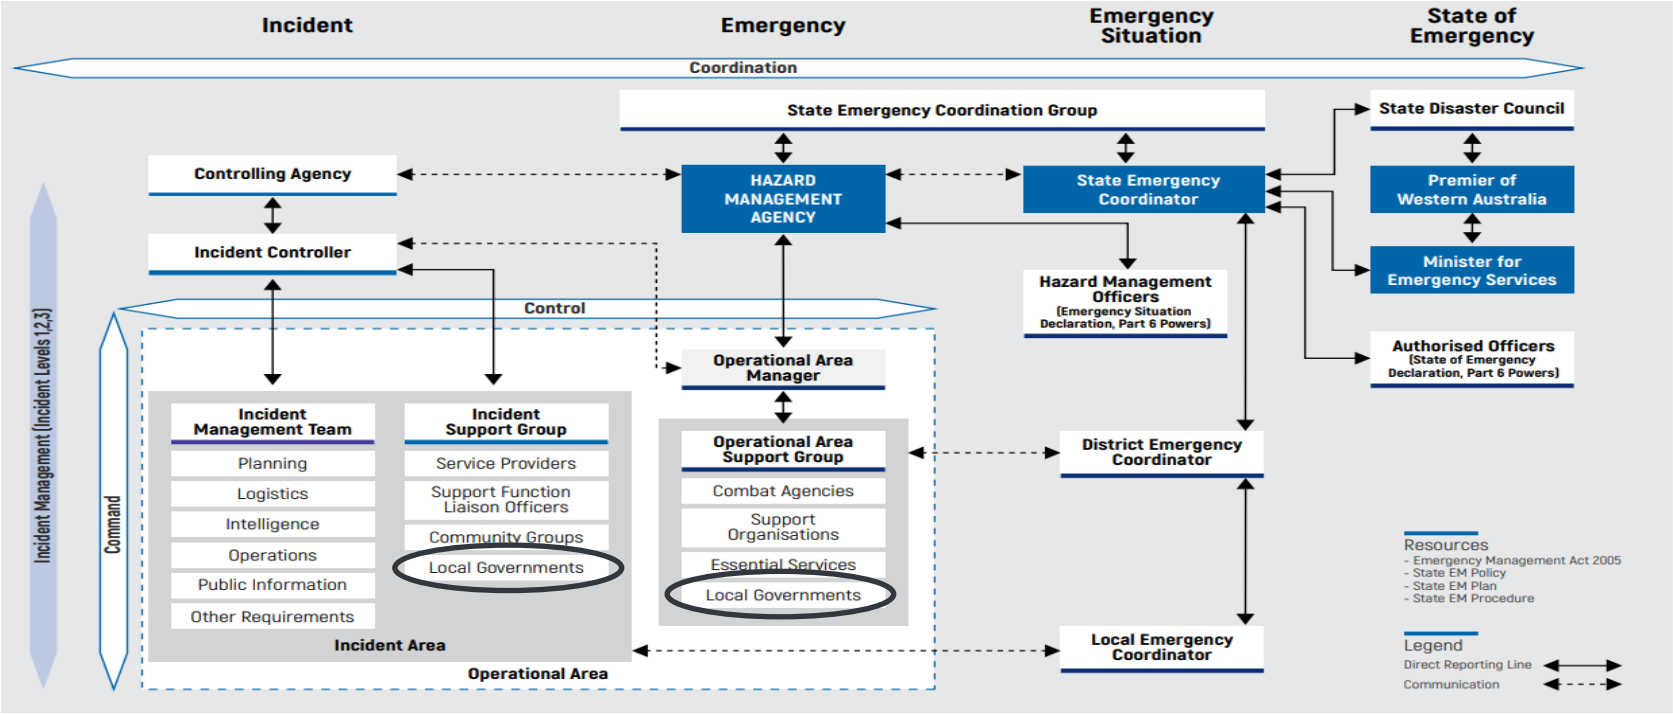 Incident
Emergency
Emergency
Situation
State of
Emergency
Coordination
State Emergency Coordination Group
State Disaster Council
Controlling Agency
HAZARD
MANAGEMENT
AGENCY
State Emergency
Coordinator
Premier of
Western Australia
Incident Controller
Minister for
Emergency Services
Hazard Management
Officers
(Emergency Situation
Declaration, Part 6 Powers)
Control
Authorised Officers
(State of Emergency
Declaration, Part 6 Powers)
Operational Area
Manager
Incident Management (Incident Levels 1,2,3)
Command
Incident
Management Team
Planning
Logistics
Intelligence
Operations
Public Information
Other Requirements
Incident
Support Group
Service Providers
Support Function
Liaison Officers
Community Groups
Local Governments
Incident Area
Operational Area
Support Group
Combat Agencies
Support
Organisations
Essential Services
Local Governments
Operational Area
District Emergency
Coordinator
Local Emergency
Coordinator
Resources
- Emergency Management Act 2005
- State EM Policy
- State EM Plan
- State EM Procedure
Legend
Direct Reporting Line
Communication